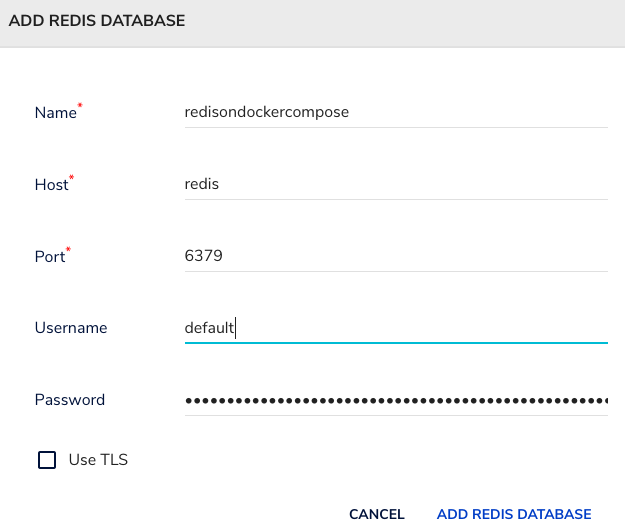 ADD REDIS DATABASE
Name* redisondockercompose
Host* redis
Port* 6379
Username default
Password ••••••••••••••••••••••••••••••••••••••••••••••••••
Use TLS
CANCEL ADD REDIS DATABASE